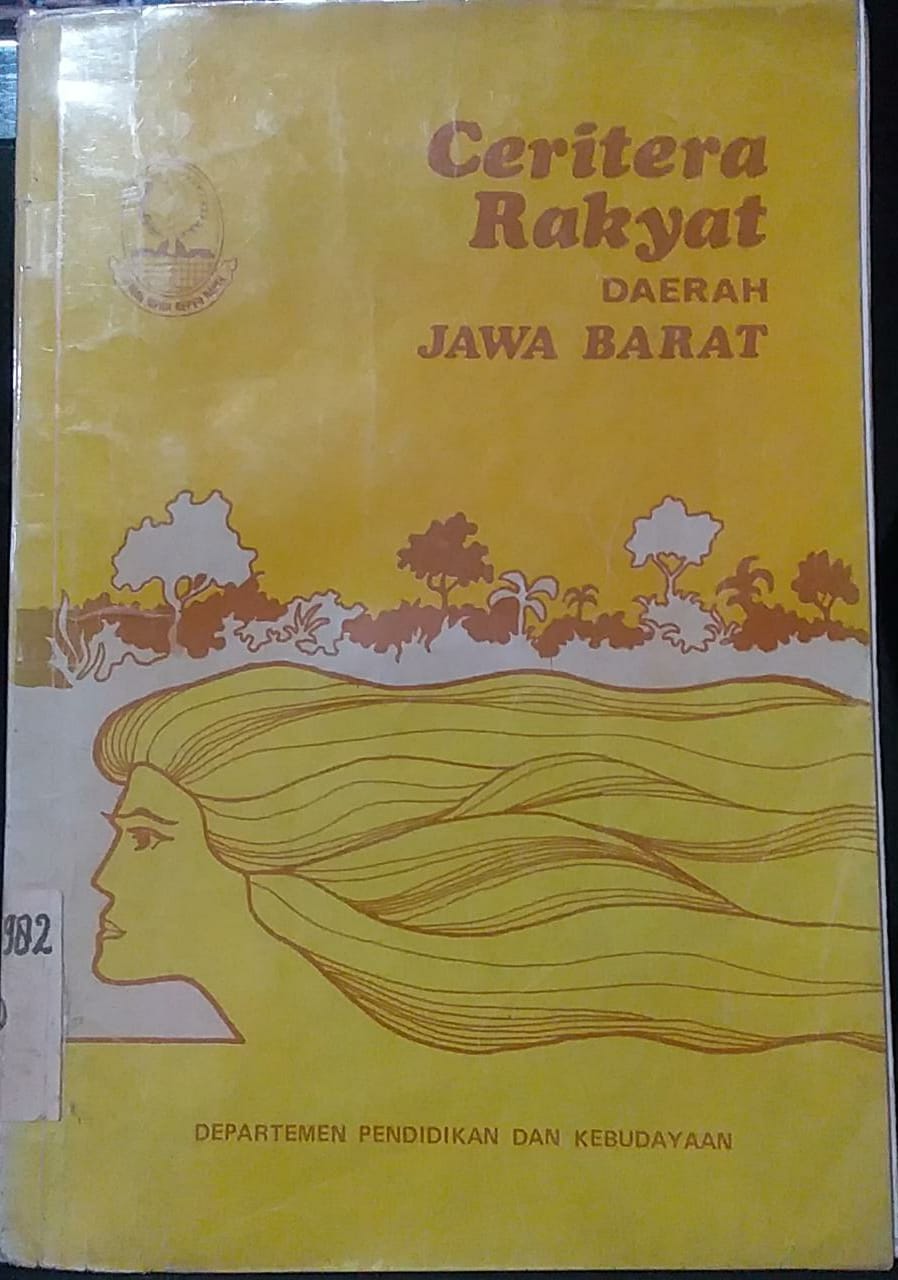 Ceritera
Rakyat
DAERAH
JAWA BARAT
982
DEPARTEMEN PENDIDIKAN DAN KEBUDAYAAN